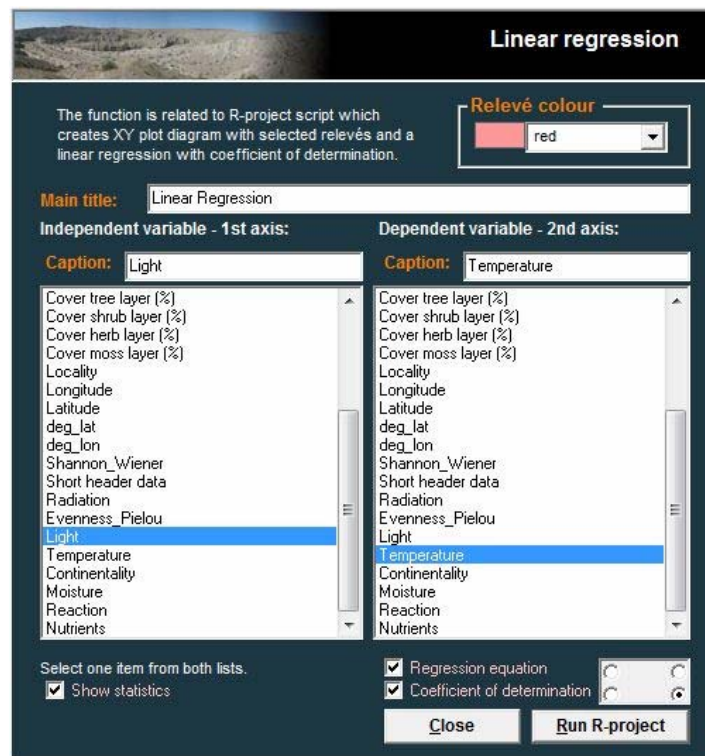 Linear regression
The function is related to R-project script which
creates XY plot diagram with selected relevés and a
linear regression with coefficient of determination.
Relevé colour
red
Main title:
Linear Regression
Independent variable - 1st axis:
Caption:
Light
Cover tree layer (%)
Cover shrub layer (%)
Cover herb layer (%)
Cover moss layer (%)
Locality
Longitude
Latitude
deg_lat
deg_lon
Shannon_Wiener
Short header data
Radiation
Evenness_Pielou
Light
Temperature
Continentality
Moisture
Reaction
Nutrients
Dependent variable - 2nd axis:
Caption:
Temperature
Cover tree layer (%)
Cover shrub layer (%)
Cover herb layer (%)
Cover moss layer (%)
Locality
Longitude
Latitude
deg_lat
deg_lon
Shannon_Wiener
Short header data
Radiation
Evenness_Pielou
Light
Temperature
Continentality
Moisture
Reaction
Nutrients
Select one item from both lists.
Show statistics
Regression equation
Coefficient of determination
Close
Run R-project